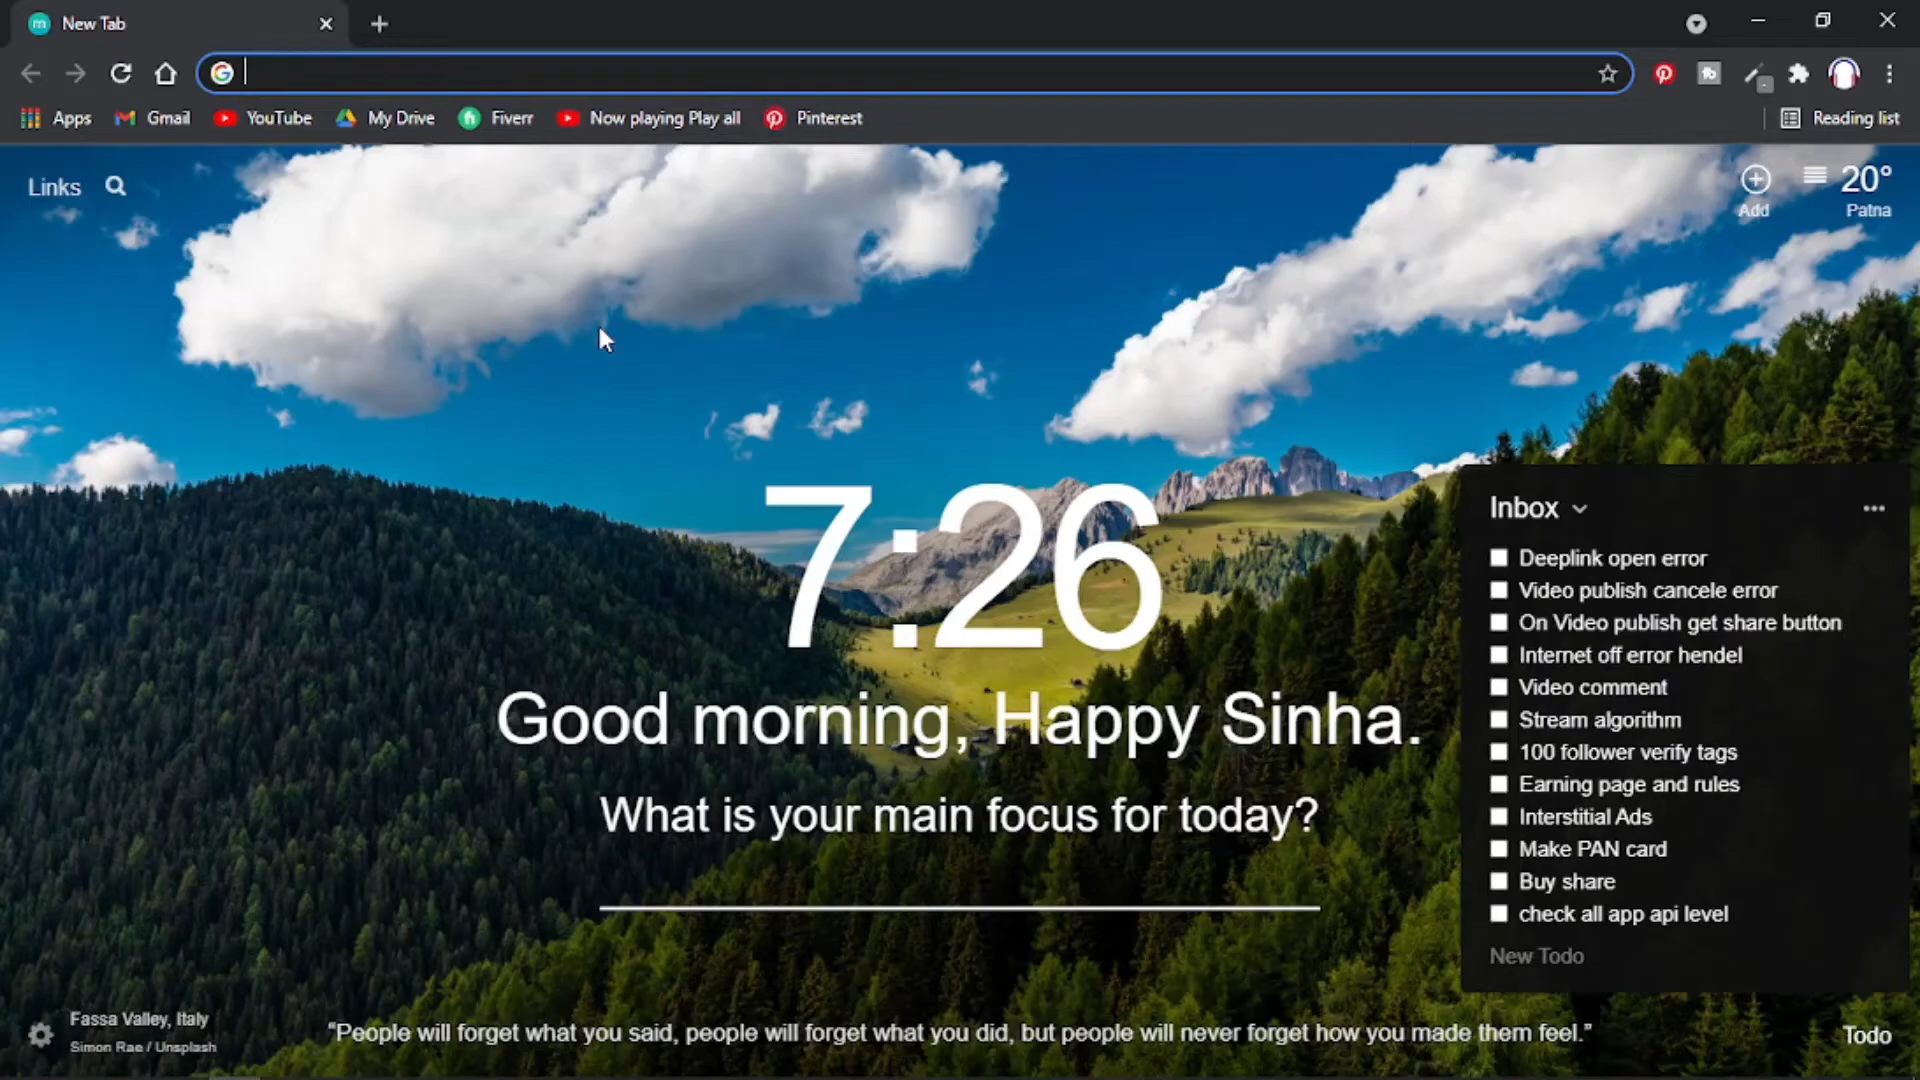 New Tab
Apps Gmail YouTube My Drive Fiverr Now playing Play all Pinterest Reading list
Links
Add
20°
Patna
7:26
Good morning, Happy Sinha.
What is your main focus for today?
Inbox
Deeplink open error
Video publish cancele error
On Video publish get share button
Internet off error hendel
Video comment
Stream algorithm
100 follower verify tags
Earning page and rules
Interstitial Ads
Make PAN card
Buy share
check all app api level
New Todo
Fassa Valley, Italy
Simon Rae / Unsplash
“People will forget what you said, people will forget what you did, but people will never forget how you made them feel.”
Todo